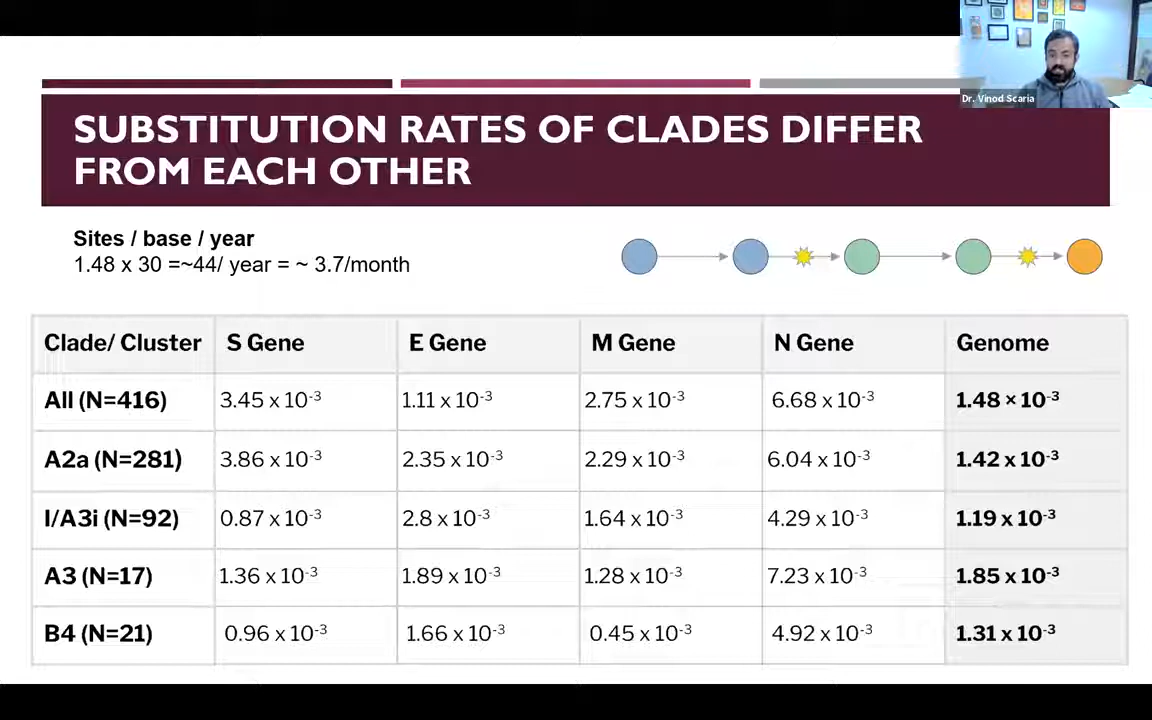 Dr. Vinod Scaria
SUBSTITUTION RATES OF CLADES DIFFER
FROM EACH OTHER
Sites / base / year
1.48 x 30 =~44/ year = ~ 3.7/month
Clade/ Cluster S Gene E Gene M Gene N Gene Genome
All (N=416) 3.45 x 10⁻³ 1.11 x 10⁻³ 2.75 x 10⁻³ 6.68 x 10⁻³ 1.48 × 10⁻³
A2a (N=281) 3.86 x 10⁻³ 2.35 x 10⁻³ 2.29 x 10⁻³ 6.04 x 10⁻³ 1.42 x 10⁻³
I/A3i (N=92) 0.87 x 10⁻³ 2.8 x 10⁻³ 1.64 x 10⁻³ 4.29 x 10⁻³ 1.19 x 10⁻³
A3 (N=17) 1.36 x 10⁻³ 1.89 x 10⁻³ 1.28 x 10⁻³ 7.23 x 10⁻³ 1.85 x 10⁻³
B4 (N=21) 0.96 x 10⁻³ 1.66 x 10⁻³ 0.45 x 10⁻³ 4.92 x 10⁻³ 1.31 x 10⁻³